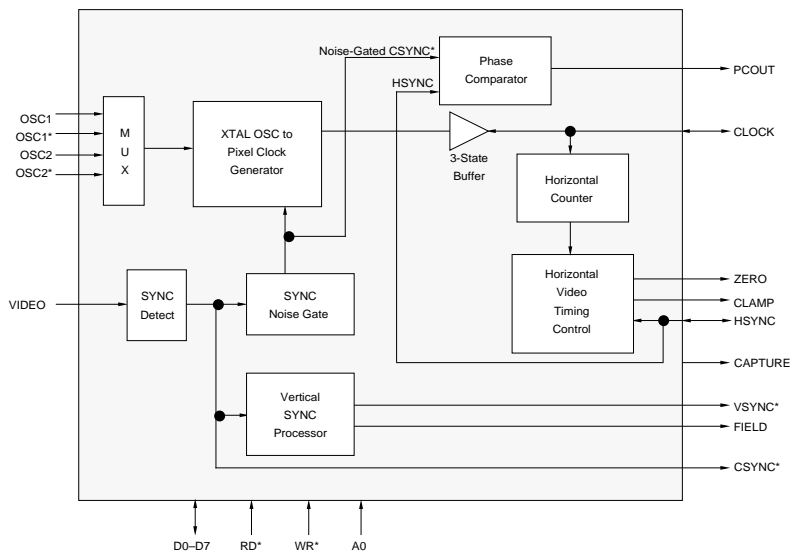 Noise-Gated CSYNC*
HSYNC
Phase
Comparator
PCOUT
OSC1
OSC1*
OSC2
OSC2*
M
U
X
XTAL OSC to
Pixel Clock
Generator
3-State
Buffer
CLOCK
Horizontal
Counter
VIDEO
SYNC
Detect
SYNC
Noise Gate
Horizontal
Video
Timing
Control
ZERO
CLAMP
HSYNC
CAPTURE
Vertical
SYNC
Processor
VSYNC*
FIELD
CSYNC*
D0–D7
RD*
WR*
A0